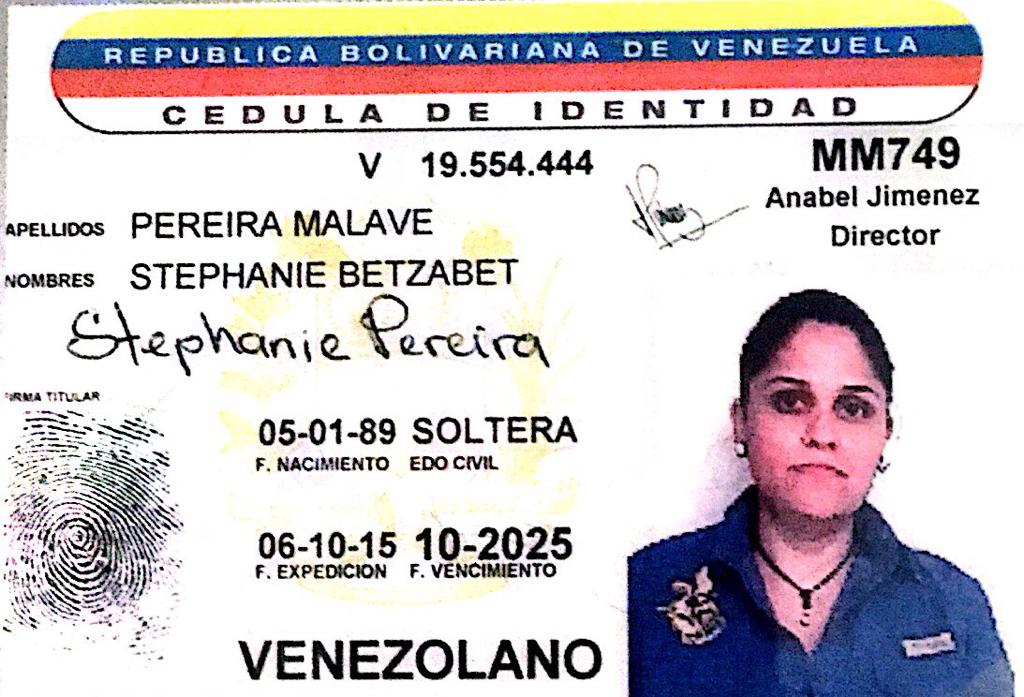 REPUBLICA BOLIVARIANA DE VENEZUELA
CEDULA DE IDENTIDAD
V 19.554.444
MM749
Anabel Jimenez
Director
APELLIDOS PEREIRA MALAVE
NOMBRES STEPHANIE BETZABET
Stephanie Pereira
FIRMA TITULAR
05-01-89 SOLTERA
F. NACIMIENTO EDO CIVIL
06-10-15 10-2025
F. EXPEDICION F. VENCIMIENTO
VENEZOLANO